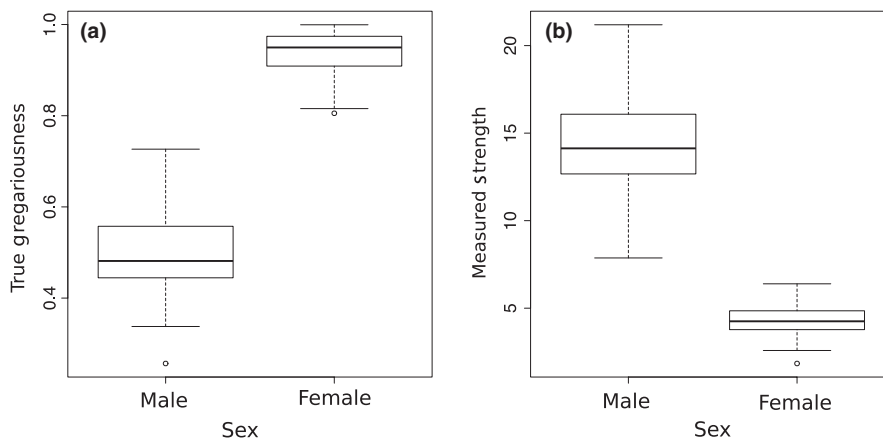 (a)
True gregariousness
1.0
0.8
0.6
0.4
Male Female
Sex
(b)
Measured strength
20
15
10
5
Male Female
Sex